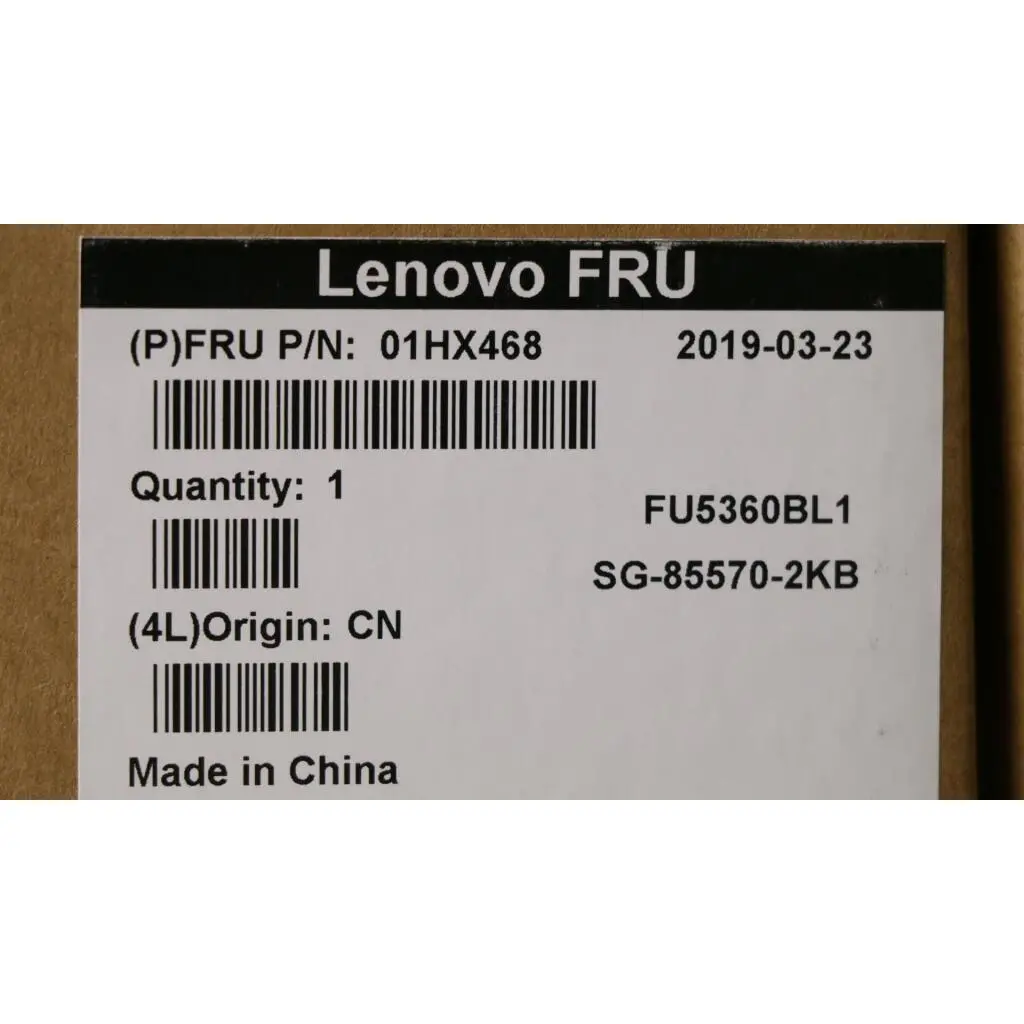 Lenovo FRU
(P)FRU P/N: 01HX468 2019-03-23
Quantity: 1
FU5360BL1
SG-85570-2KB
(4L)Origin: CN
Made in China